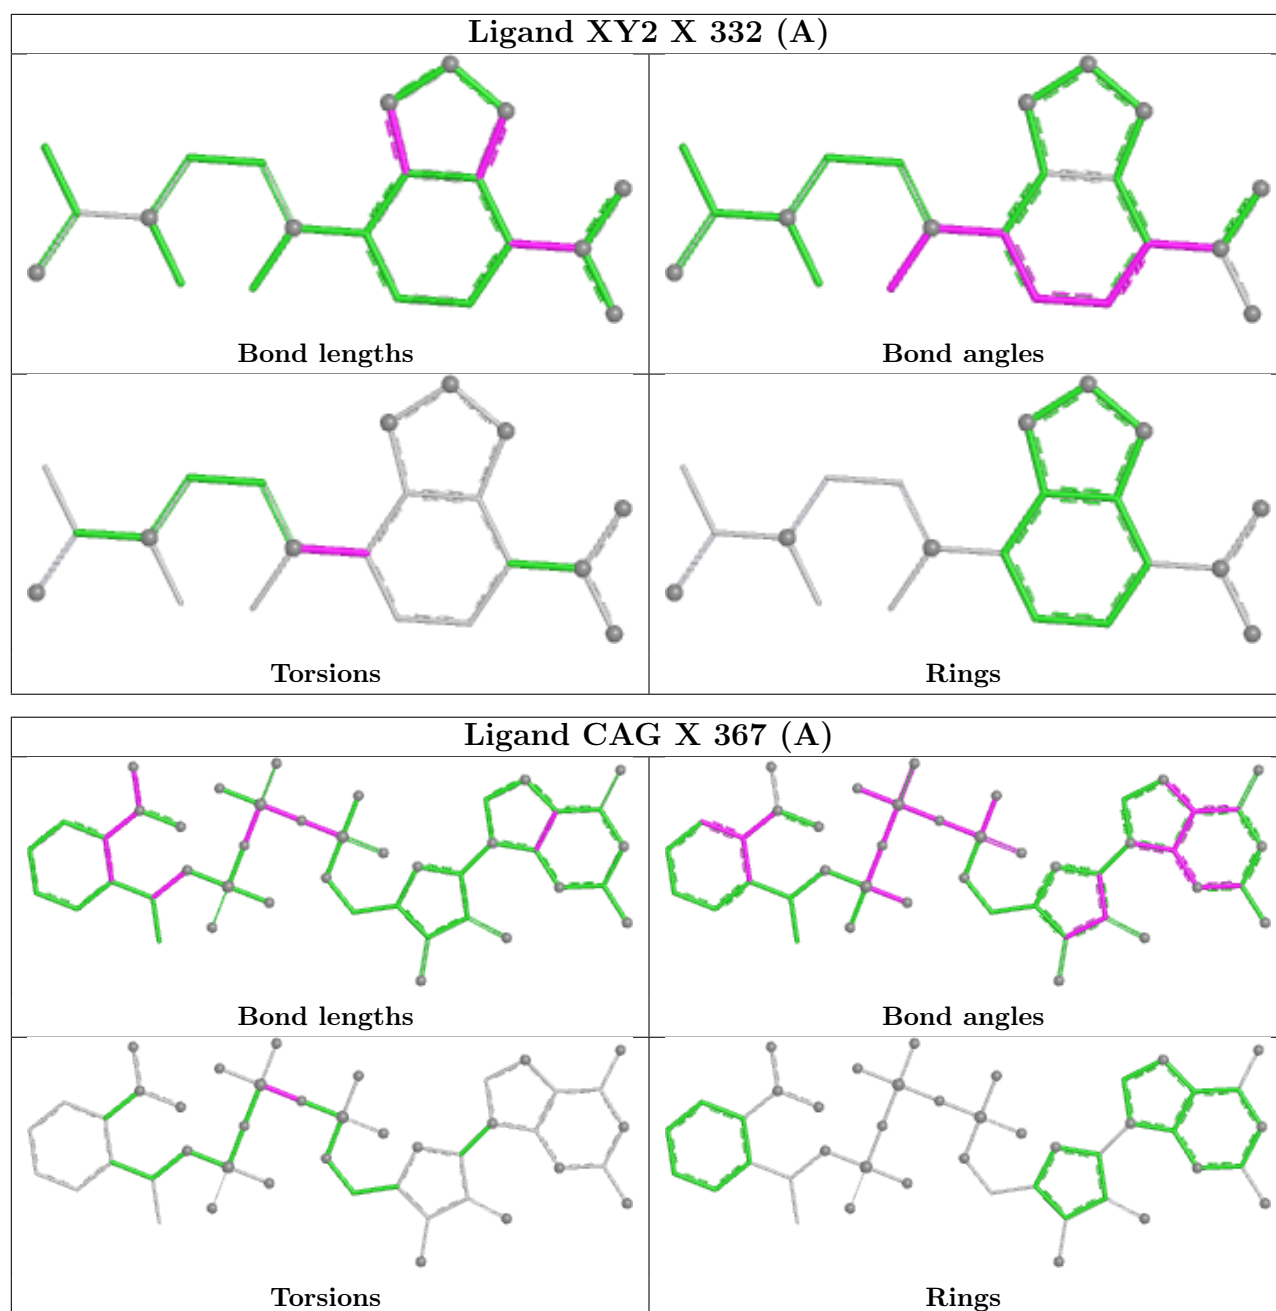 Ligand XY2 X 332 (A)
Bond lengths
Bond angles
Torsions
Rings
Ligand CAG X 367 (A)
Bond lengths
Bond angles
Torsions
Rings